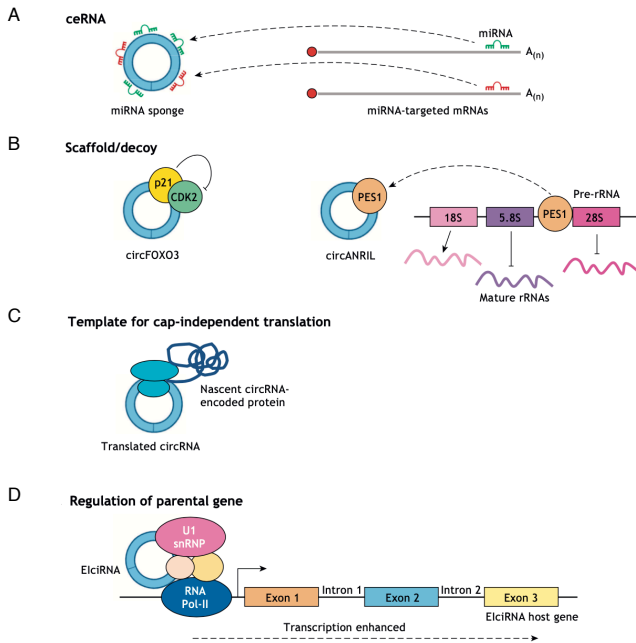 A
ceRNA
miRNA
A(n)
A(n)
miRNA sponge
miRNA-targeted mRNAs
B
Scaffold/decoy
p21
CDK2
circFOXO3
PES1
circANRIL
Pre-rRNA
18S
5.8S
PES1
28S
Mature rRNAs
C
Template for cap-independent translation
Nascent circRNA-
encoded protein
Translated circRNA
D
Regulation of parental gene
U1
snRNP
EIciRNA
RNA
Pol-II
Exon 1
Intron 1
Exon 2
Intron 2
Exon 3
EIciRNA host gene
Transcription enhanced